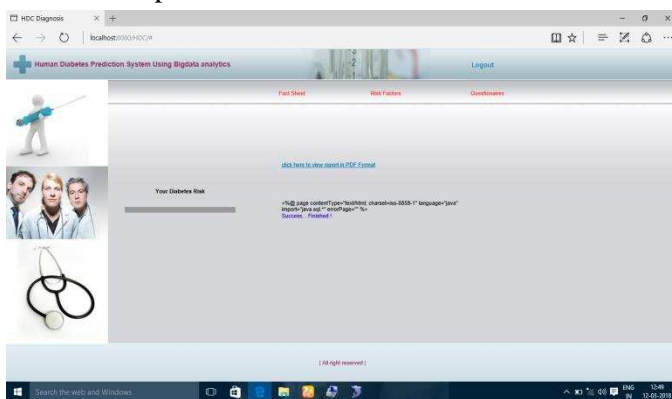 HDC Diagnosis
localhost:8080/HDC/#
Human Diabetes Prediction System Using Bigdata analytics
Logout
Fact Sheet Risk Factors Questionaires
click here to view report in PDF Format
Your Diabetes Risk
<%@ page contentType="text/html; charset=iso-8859-1" language="java"
import="java.sql.*" errorPage="" %>
Success... Finished !
| All right reserved |
Search the web and Windows
ENG 12:49
IN 12-03-2018